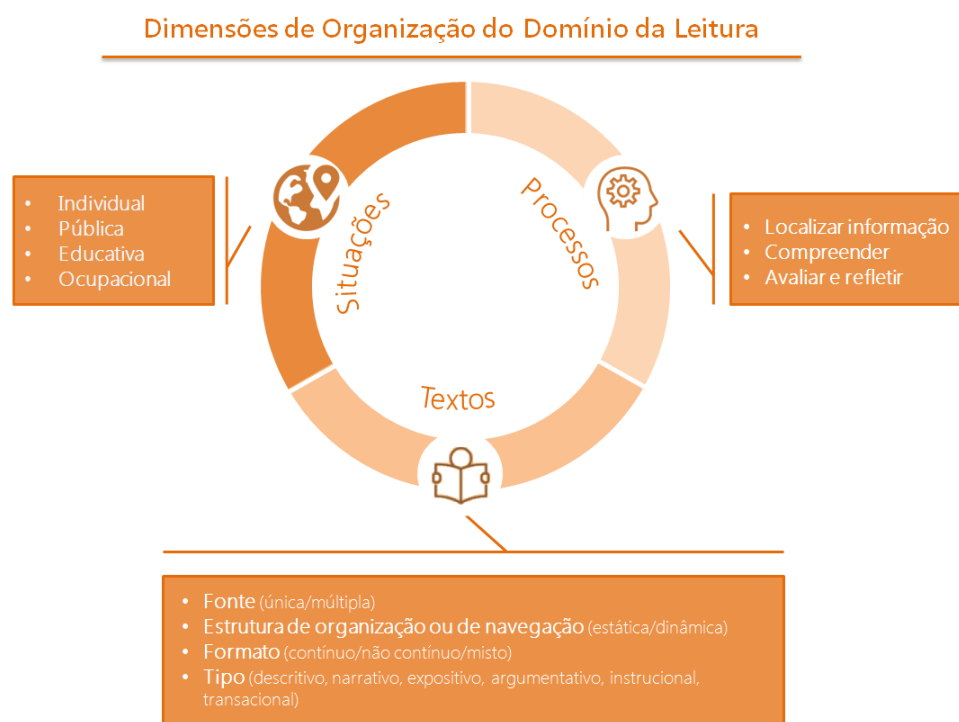 Dimensões de Organização do Domínio da Leitura
Situações
Processos
Textos
• Individual
• Pública
• Educativa
• Ocupacional
• Localizar informação
• Compreender
• Avaliar e refletir
• Fonte (única/múltipla)
• Estrutura de organização ou de navegação (estática/dinâmica)
• Formato (contínuo/não contínuo/misto)
• Tipo (descritivo, narrativo, expositivo, argumentativo, instrucional,
transacional)